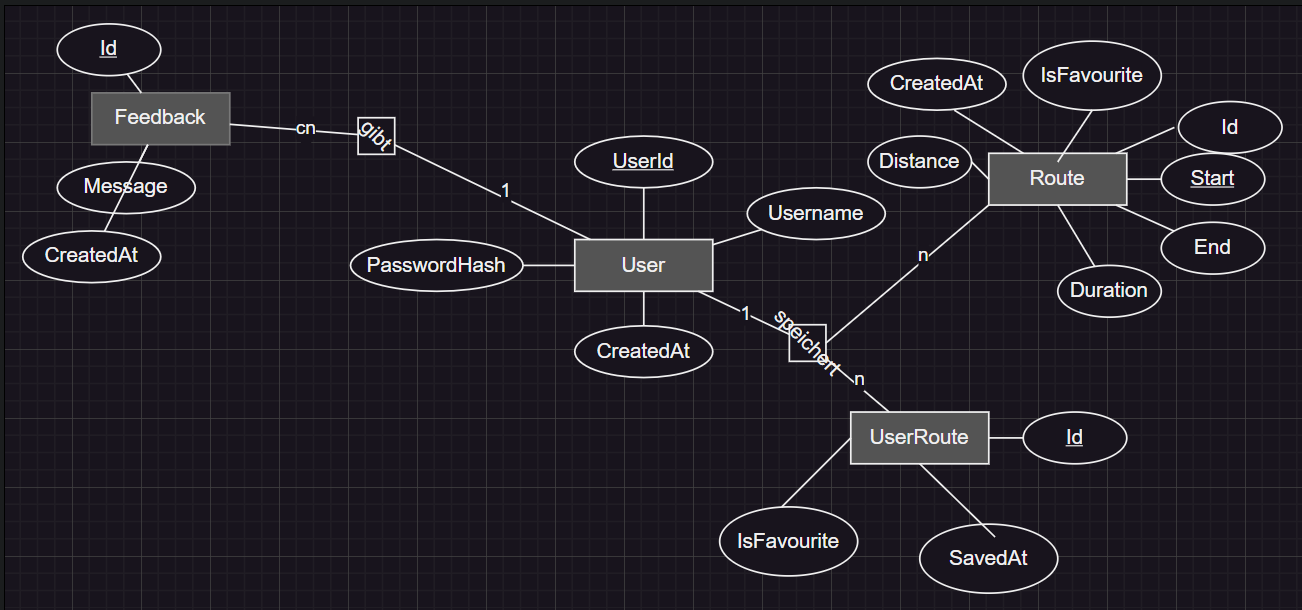 Id
Feedback
Message
CreatedAt
cn
gibt
1
UserId
Username
PasswordHash
User
CreatedAt
1
speichert
n
n
CreatedAt
IsFavourite
Id
Distance
Route
Start
End
Duration
UserRoute
Id
IsFavourite
SavedAt